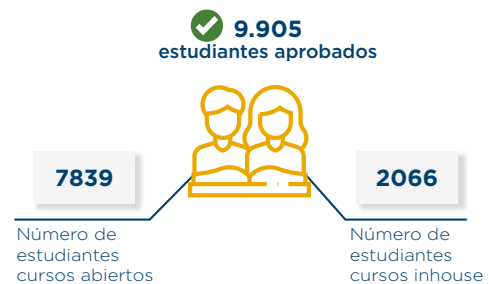 9.905
estudiantes aprobados
7839
Número de
estudiantes
cursos abiertos
2066
Número de
estudiantes
cursos inhouse